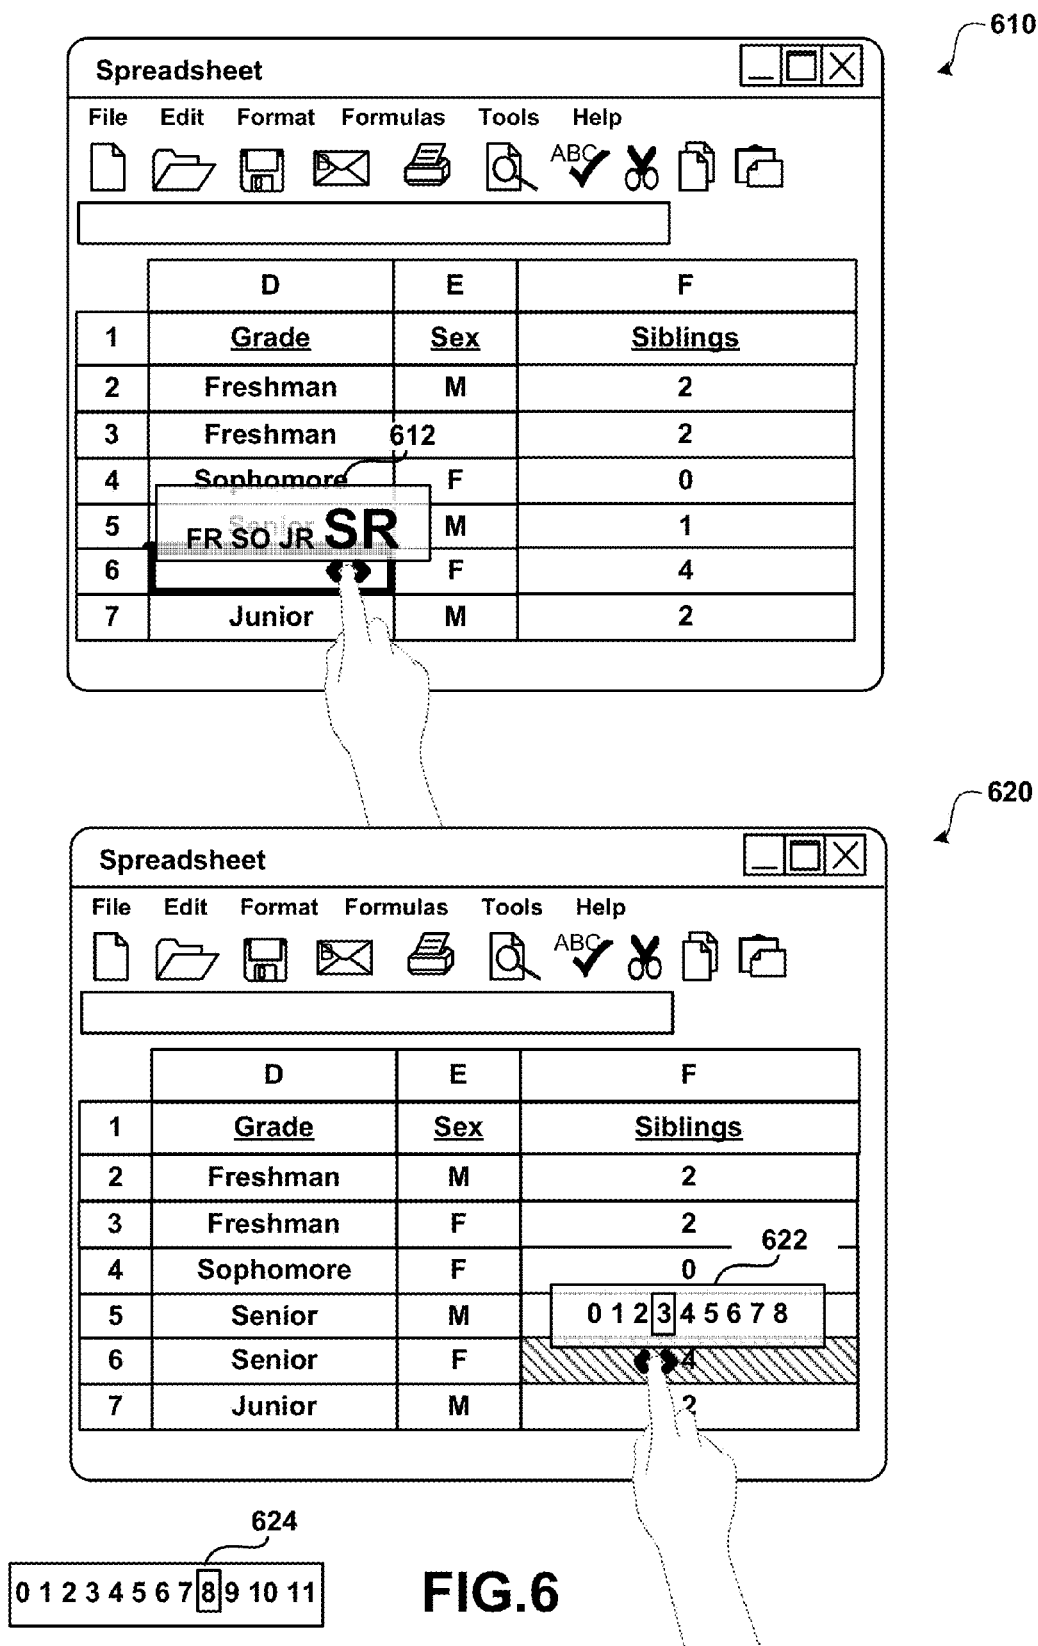 610
Spreadsheet
File Edit Format Formulas Tools Help
B ABC
D E F
1 Grade Sex Siblings
2 Freshman M 2
3 Freshman 612 2
4 Sophomore F 0
5 Senior M 1
FR SO JR SR
6 F 4
7 Junior M 2
620
Spreadsheet
File Edit Format Formulas Tools Help
B ABC
D E F
1 Grade Sex Siblings
2 Freshman M 2
3 Freshman F 2
622
4 Sophomore F 0
5 Senior M
0 1 2 3 4 5 6 7 8
6 Senior F 4
7 Junior M 2
624
0 1 2 3 4 5 6 7 8 9 10 11
FIG.6